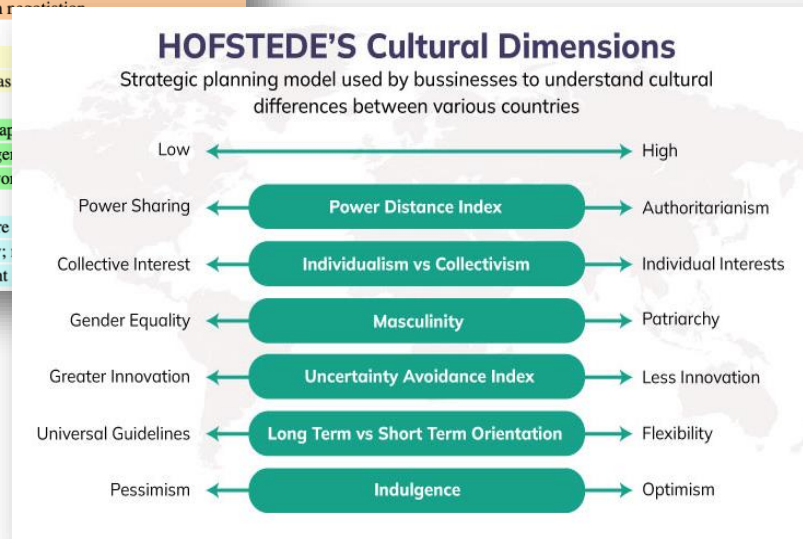 negotiation
as
HOFSTEDE'S Cultural Dimensions
Strategic planning model used by bussinesses to understand cultural
differences between various countries
Low High
Power Sharing Power Distance Index Authoritarianism
Collective Interest Individualism vs Collectivism Individual Interests
Gender Equality Masculinity Patriarchy
Greater Innovation Uncertainty Avoidance Index Less Innovation
Universal Guidelines Long Term vs Short Term Orientation Flexibility
Pessimism Indulgence Optimism